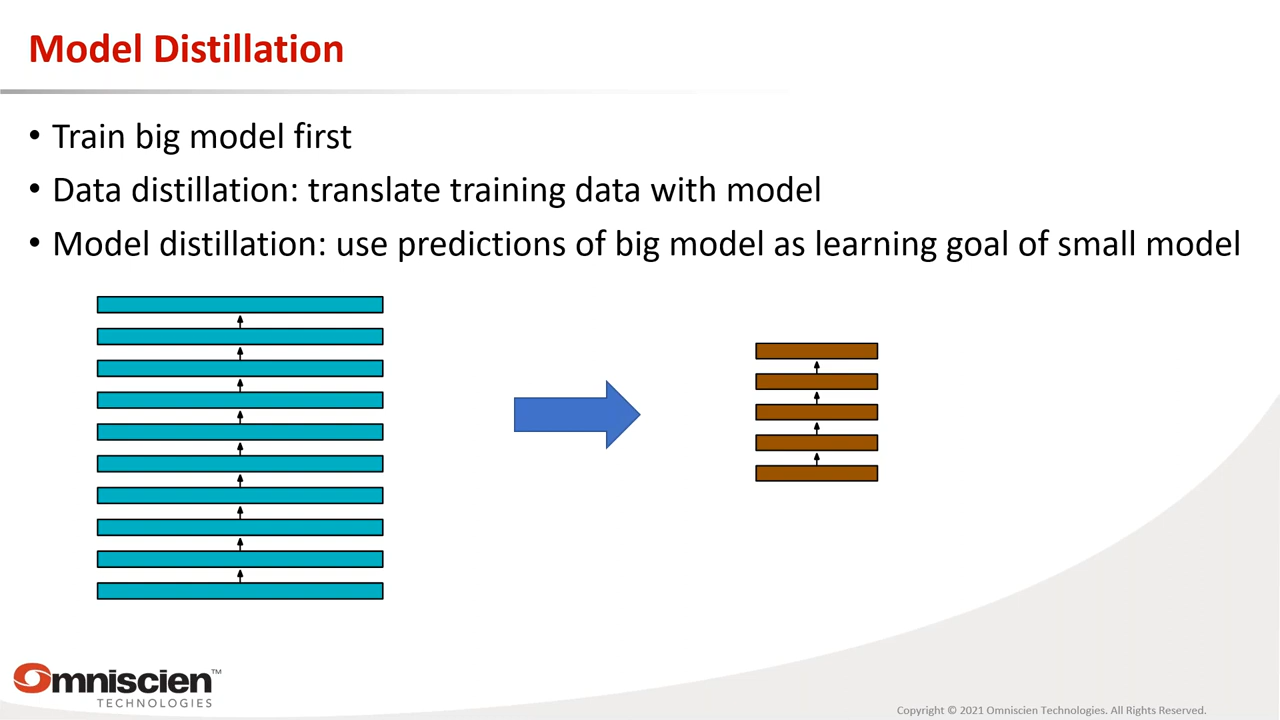 Model Distillation
• Train big model first
• Data distillation: translate training data with model
• Model distillation: use predictions of big model as learning goal of small model
Omniscien™
TECHNOLOGIES
Copyright © 2021 Omniscien Technologies. All Rights Reserved.